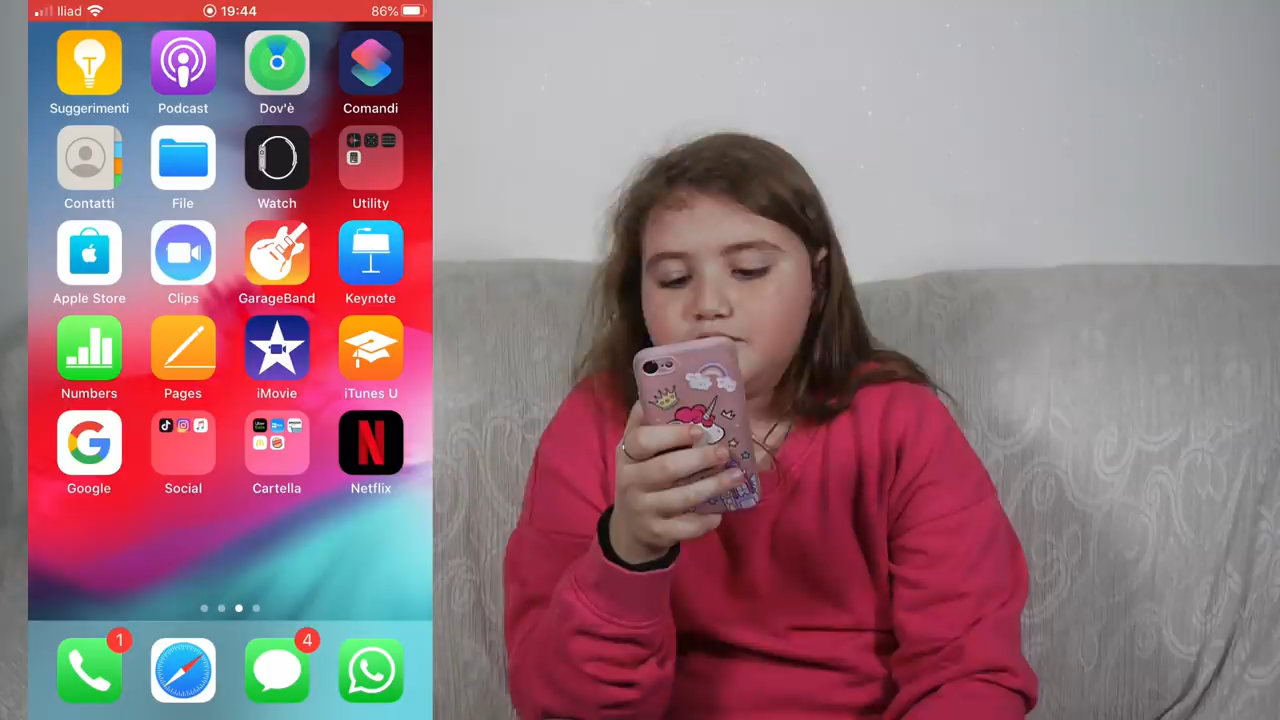 Iliad 19:44 86%
Suggerimenti Podcast Dov'è Comandi
Contatti File Watch Utility
Apple Store Clips GarageBand Keynote
Numbers Pages iMovie iTunes U
Google Social Cartella Netflix
1 4